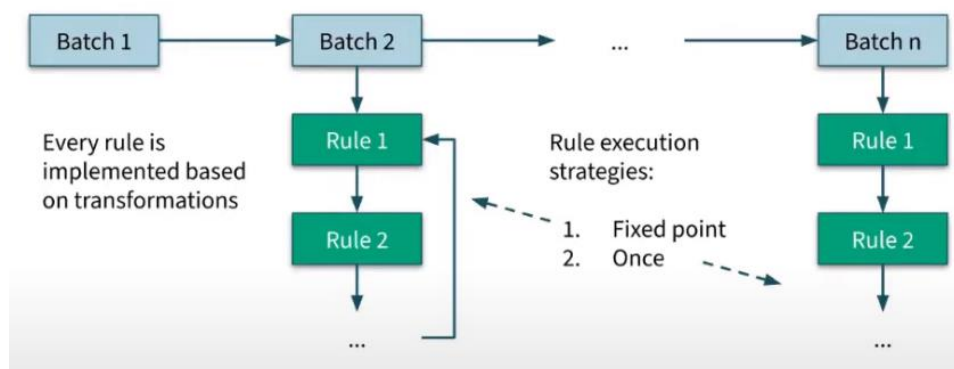 Batch 1
Batch 2
...
Batch n
Every rule is
implemented based
on transformations
Rule 1
Rule 2
...
Rule execution
strategies:
1. Fixed point
2. Once
Rule 1
Rule 2
...